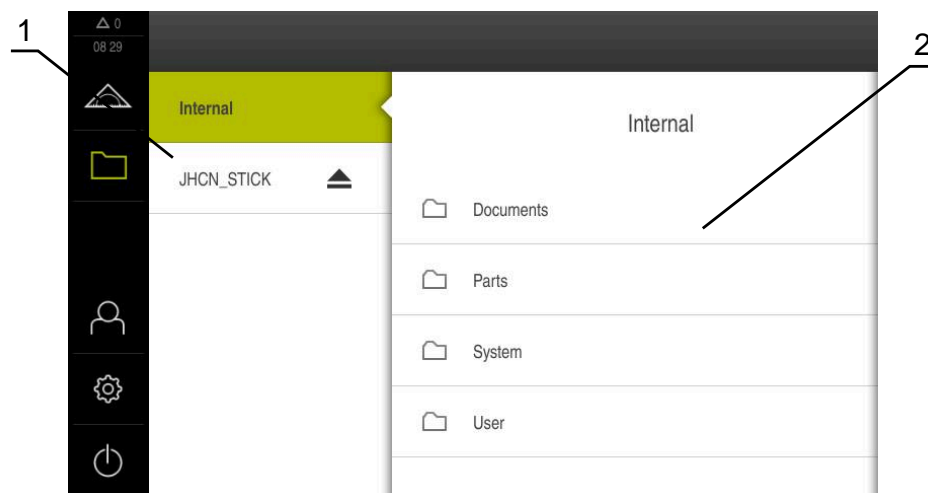 1
0
08 29
2
Internal
Internal
JHCN_STICK
Documents
Parts
System
User